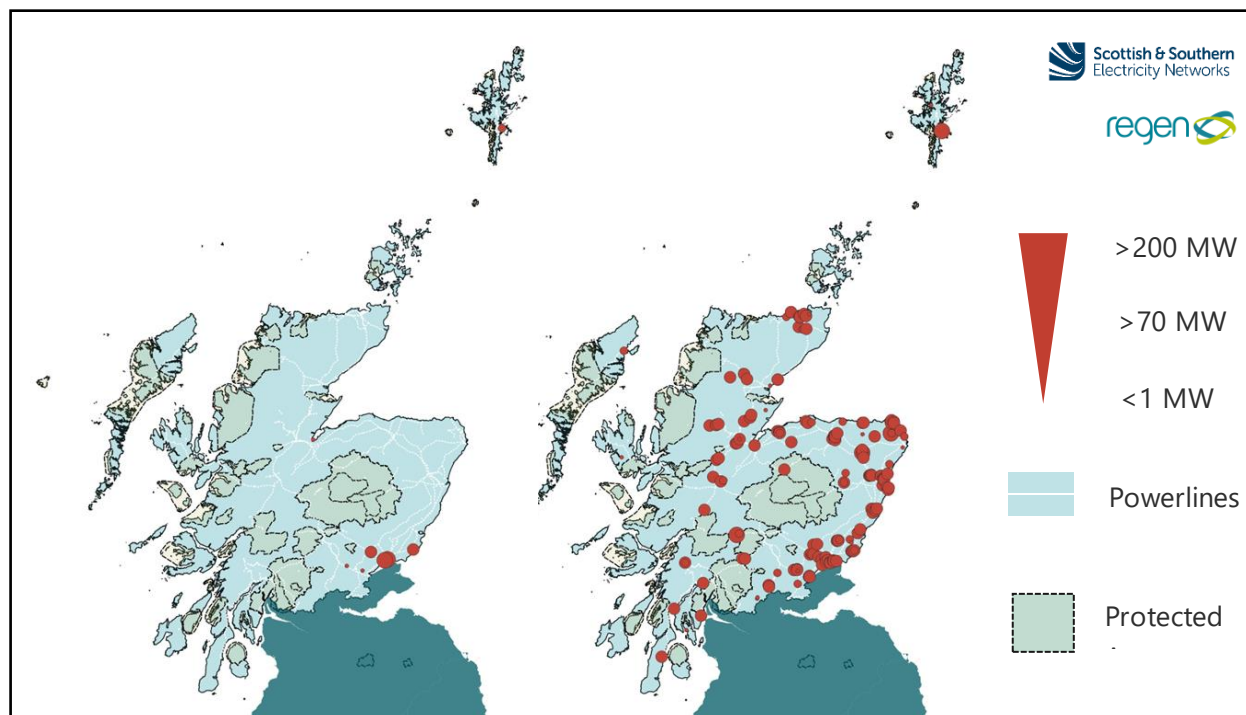 Scottish & Southern
Electricity Networks
regen
>200 MW
>70 MW
<1 MW
Powerlines
Protected